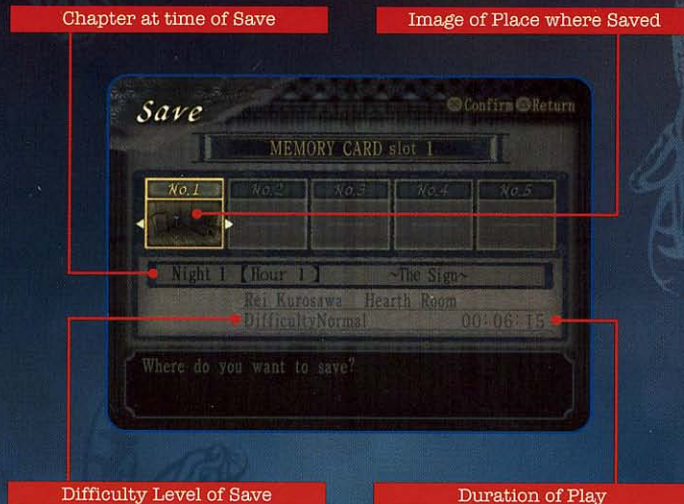 Chapter at time of Save
Image of Place where Saved
Save
Confirm Return
MEMORY CARD slot 1
No.1 No.2 No.3 No.4 No.5
Night 1 【Hour 1 】 ~The Sign~
Rei Kurosawa Hearth Room
DifficultyNormal 00:06:15
Where do you want to save?
Difficulty Level of Save
Duration of Play